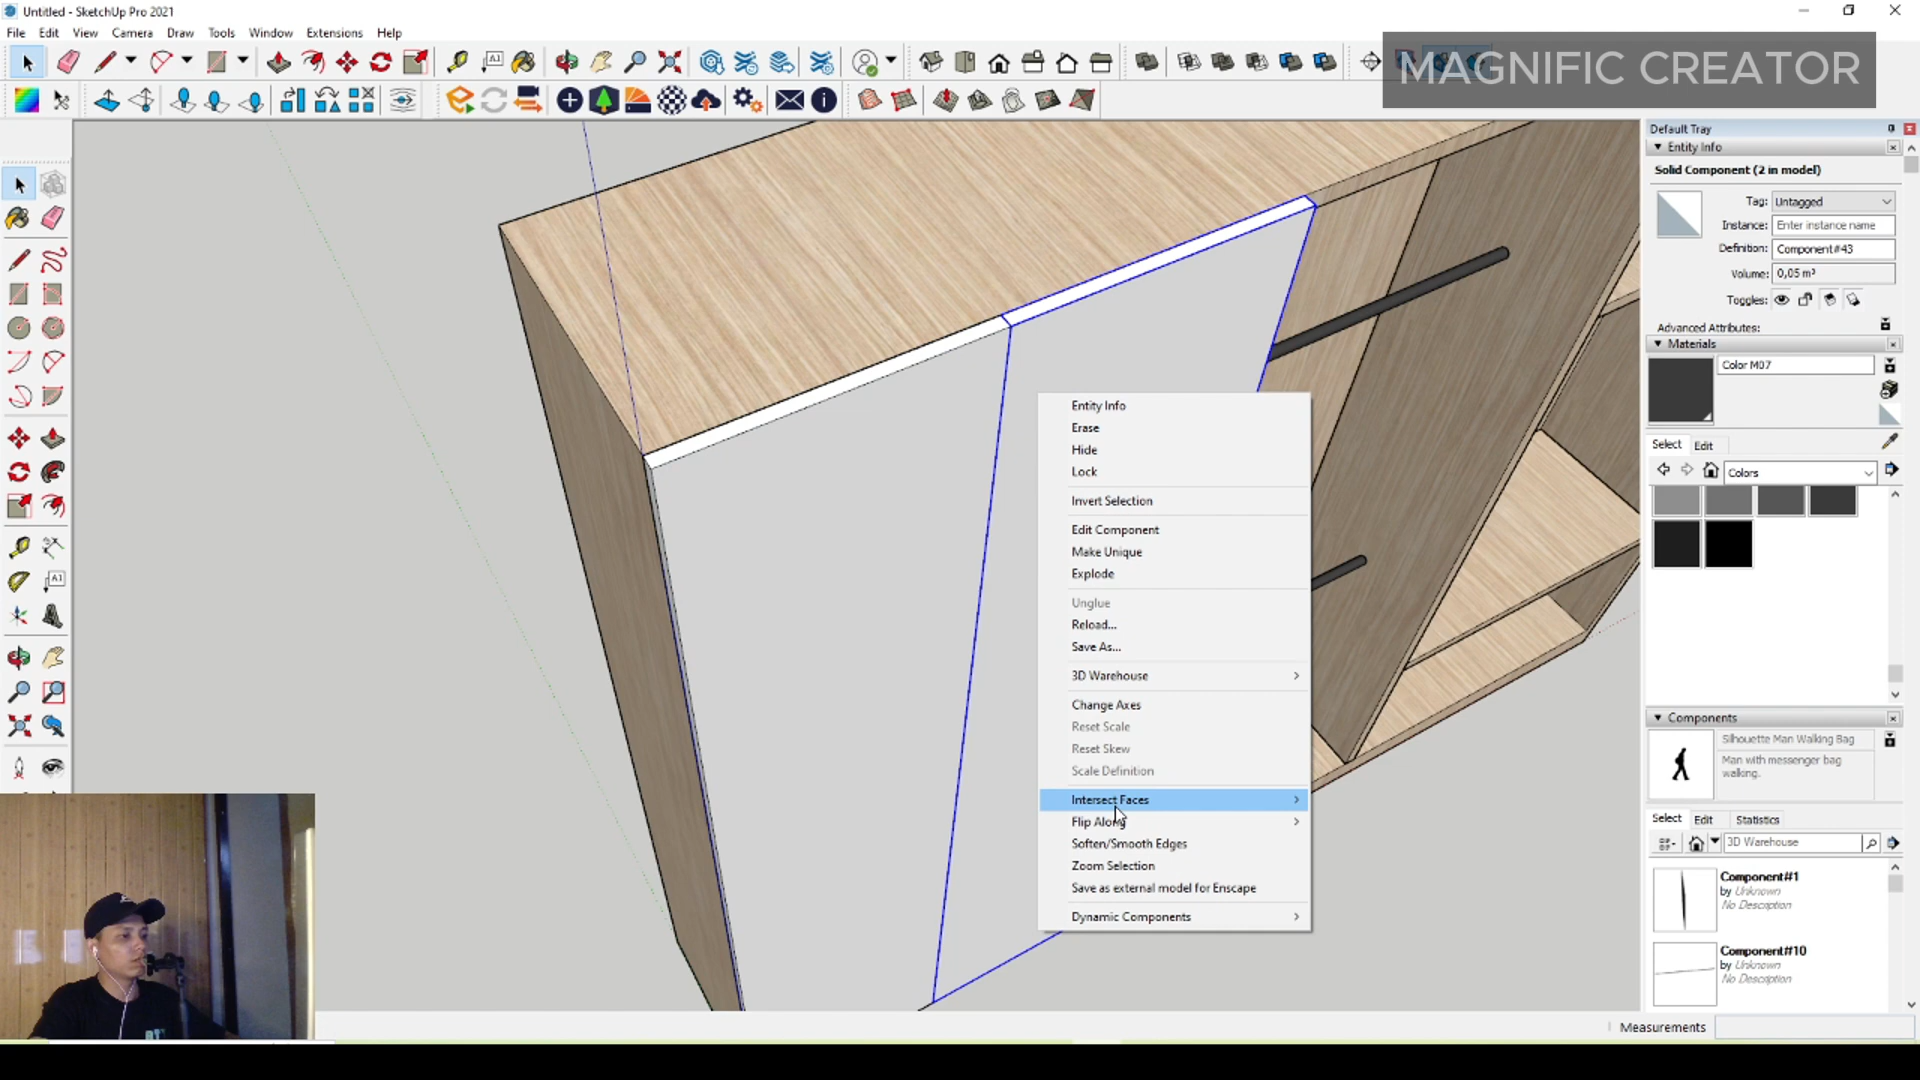 Untitled - SketchUp Pro 2021
File Edit View Camera Draw Tools Window Extensions Help
MAGNIFIC CREATOR
Default Tray
Entity Info
Solid Component (2 in model)
Tag: Untagged
Instance: Enter instance name
Definition: Component#43
Volume: 0,05 m³
Toggles:
Advanced Attributes:
Materials
Color M07
Select Edit
Colors
Components
Silhouette Man Walking Bag
Man with messenger bag
walking.
Select Edit Statistics
3D Warehouse
Component#1
by Unknown
No Description
Component#10
by Unknown
No Description
Entity Info
Erase
Hide
Lock
Invert Selection
Edit Component
Make Unique
Explode
Unglue
Reload...
Save As...
3D Warehouse
Change Axes
Reset Scale
Reset Skew
Scale Definition
Intersect Faces
Flip Along
Soften/Smooth Edges
Zoom Selection
Save as external model for Enscape
Dynamic Components
Measurements